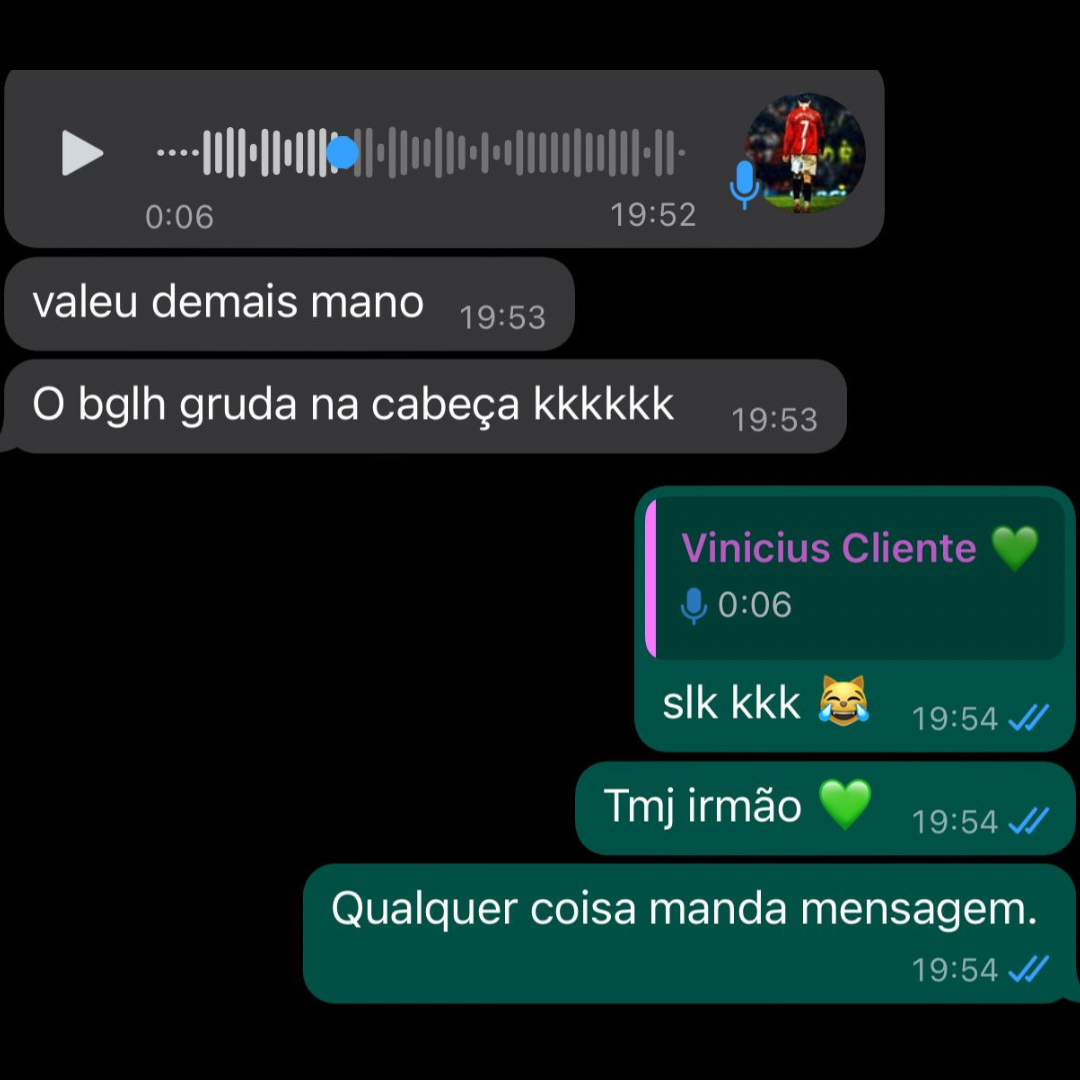 7
0:06 19:52
valeu demais mano 19:53
O bglh gruda na cabeça kkkkkk 19:53
Vinicius Cliente 💚
0:06
slk kkk 😹 19:54
Tmj irmão 💚 19:54
Qualquer coisa manda mensagem.
19:54